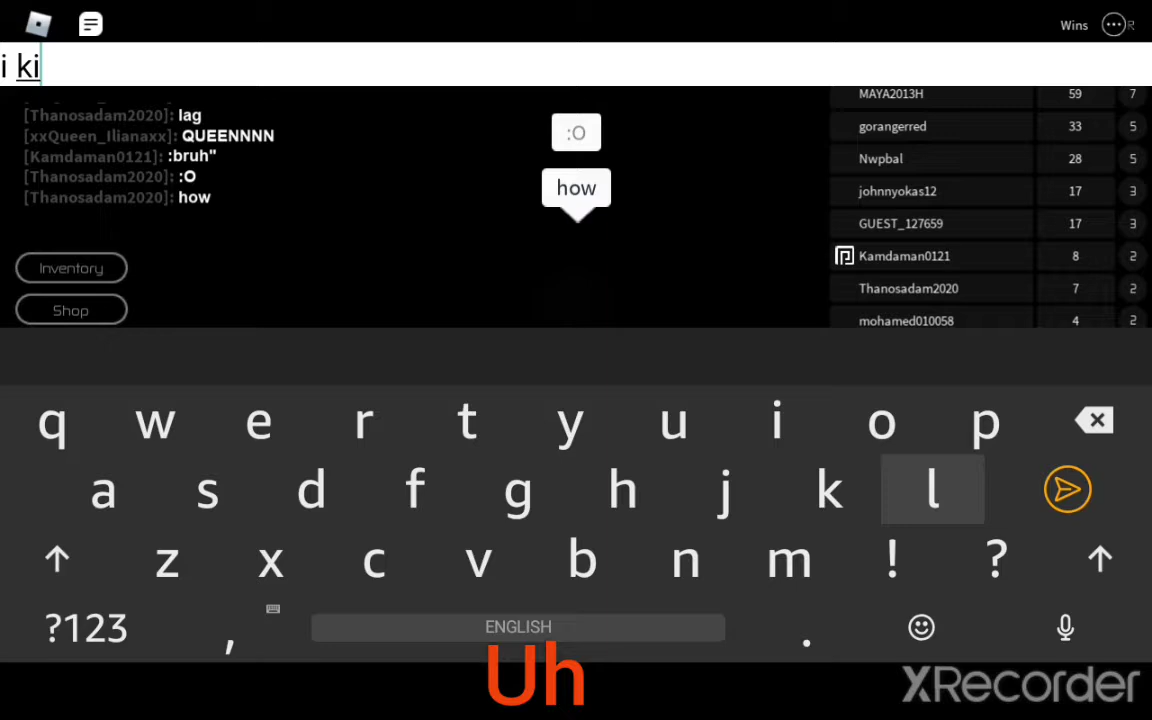 Wins
i ki
[Thanosadam2020]: lag
[xxQueen_Ilianaxx]: QUEENNNN
[Kamdaman0121]: :bruh"
[Thanosadam2020]: :O
[Thanosadam2020]: how
:O
how
MAYA2013H 59 7
gorangerred 33 5
Nwpbal 28 5
johnnyokas12 17 3
GUEST_127659 17 3
Kamdaman0121 8 2
Thanosadam2020 7 2
mohamed010058 4 2
Inventory
Shop
q w e r t y u i o p
a s d f g h j k l
z x c v b n m ! ?
?123 , ENGLISH .
Uh
XRecorder